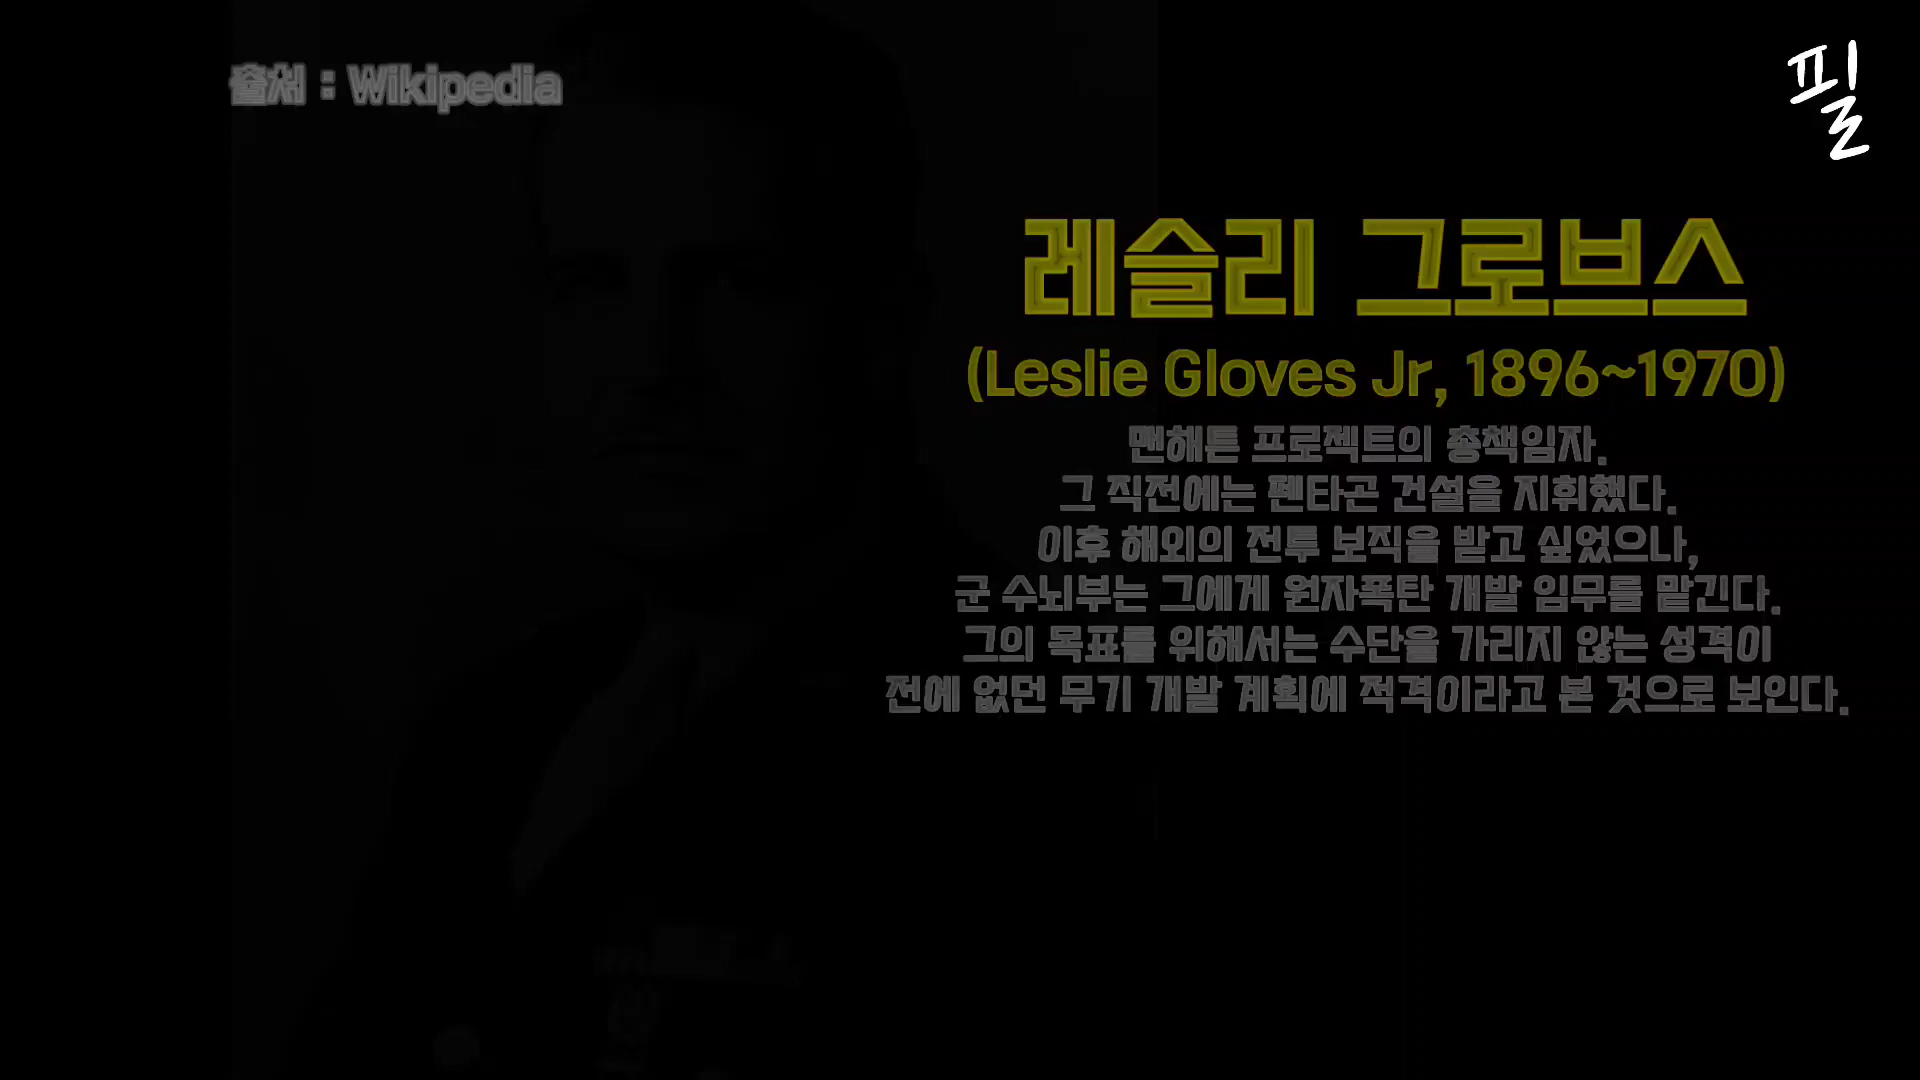 출처 : Wikipedia
필
레슬리 그로브스
(Leslie Gloves Jr, 1896~1970)
맨해튼 프로젝트의 총책임자.
그 직전에는 펜타곤 건설을 지휘했다.
이후 해외의 전투 보직을 받고 싶었으나,
군 수뇌부는 그에게 원자폭탄 개발 임무를 맡긴다.
그의 목표를 위해서는 수단을 가리지 않는 성격이
전에 없던 무기 개발 계획에 적격이라고 본 것으로 보인다.